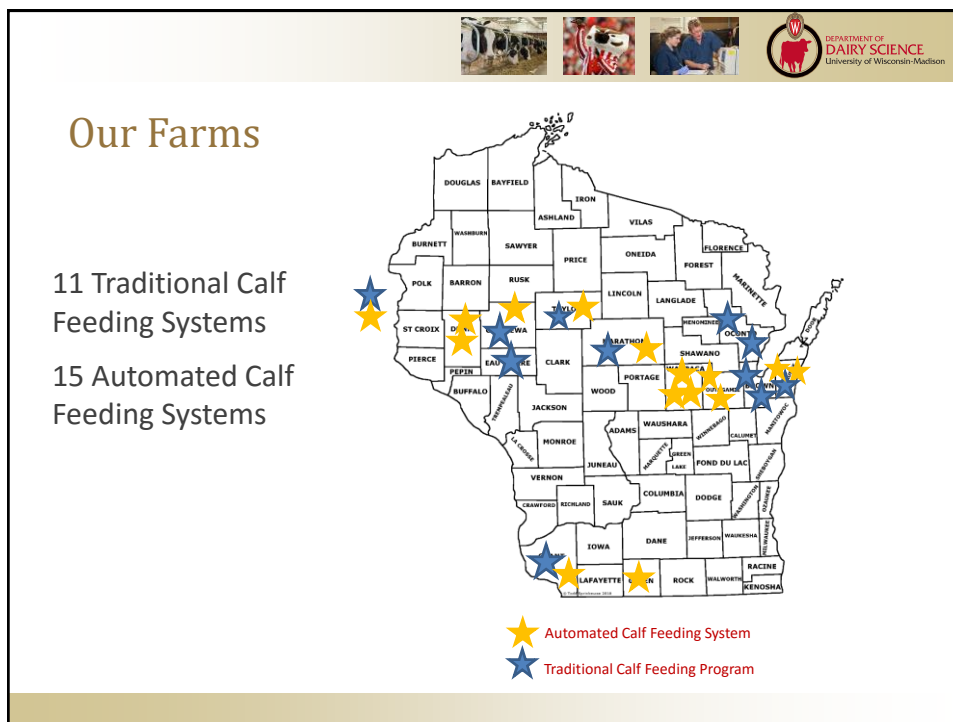 DEPARTMENT OF
DAIRY SCIENCE
University of Wisconsin-Madison
W
Our Farms
11 Traditional Calf
Feeding Systems
15 Automated Calf
Feeding Systems
DOUGLAS
BAYFIELD
IRON
ASHLAND
VILAS
BURNETT
WASHBURN
SAWYER
PRICE
ONEIDA
FLORENCE
FOREST
MARINETTE
POLK
BARRON
RUSK
LINCOLN
LANGLADE
MENOMINEE
OCONTO
ST CROIX
MARATHON
SHAWANO
DOOR
PIERCE
PEPIN
CLARK
WOOD
PORTAGE
BUFFALO
TREMPEALEAU
JACKSON
ADAMS
WAUSHARA
WINNEBAGO
CALUMET
MANITOWOC
LA CROSSE
MONROE
JUNEAU
MARQUETTE
GREEN
LAKE
FOND DU LAC
SHEBOYGAN
VERNON
CRAWFORD
RICHLAND
SAUK
COLUMBIA
DODGE
WASHINGTON
OZAUKEE
IOWA
DANE
JEFFERSON
WAUKESHA
MILWAUKEE
LAFAYETTE
ROCK
WALWORTH
RACINE
KENOSHA
Automated Calf Feeding System
Traditional Calf Feeding Program